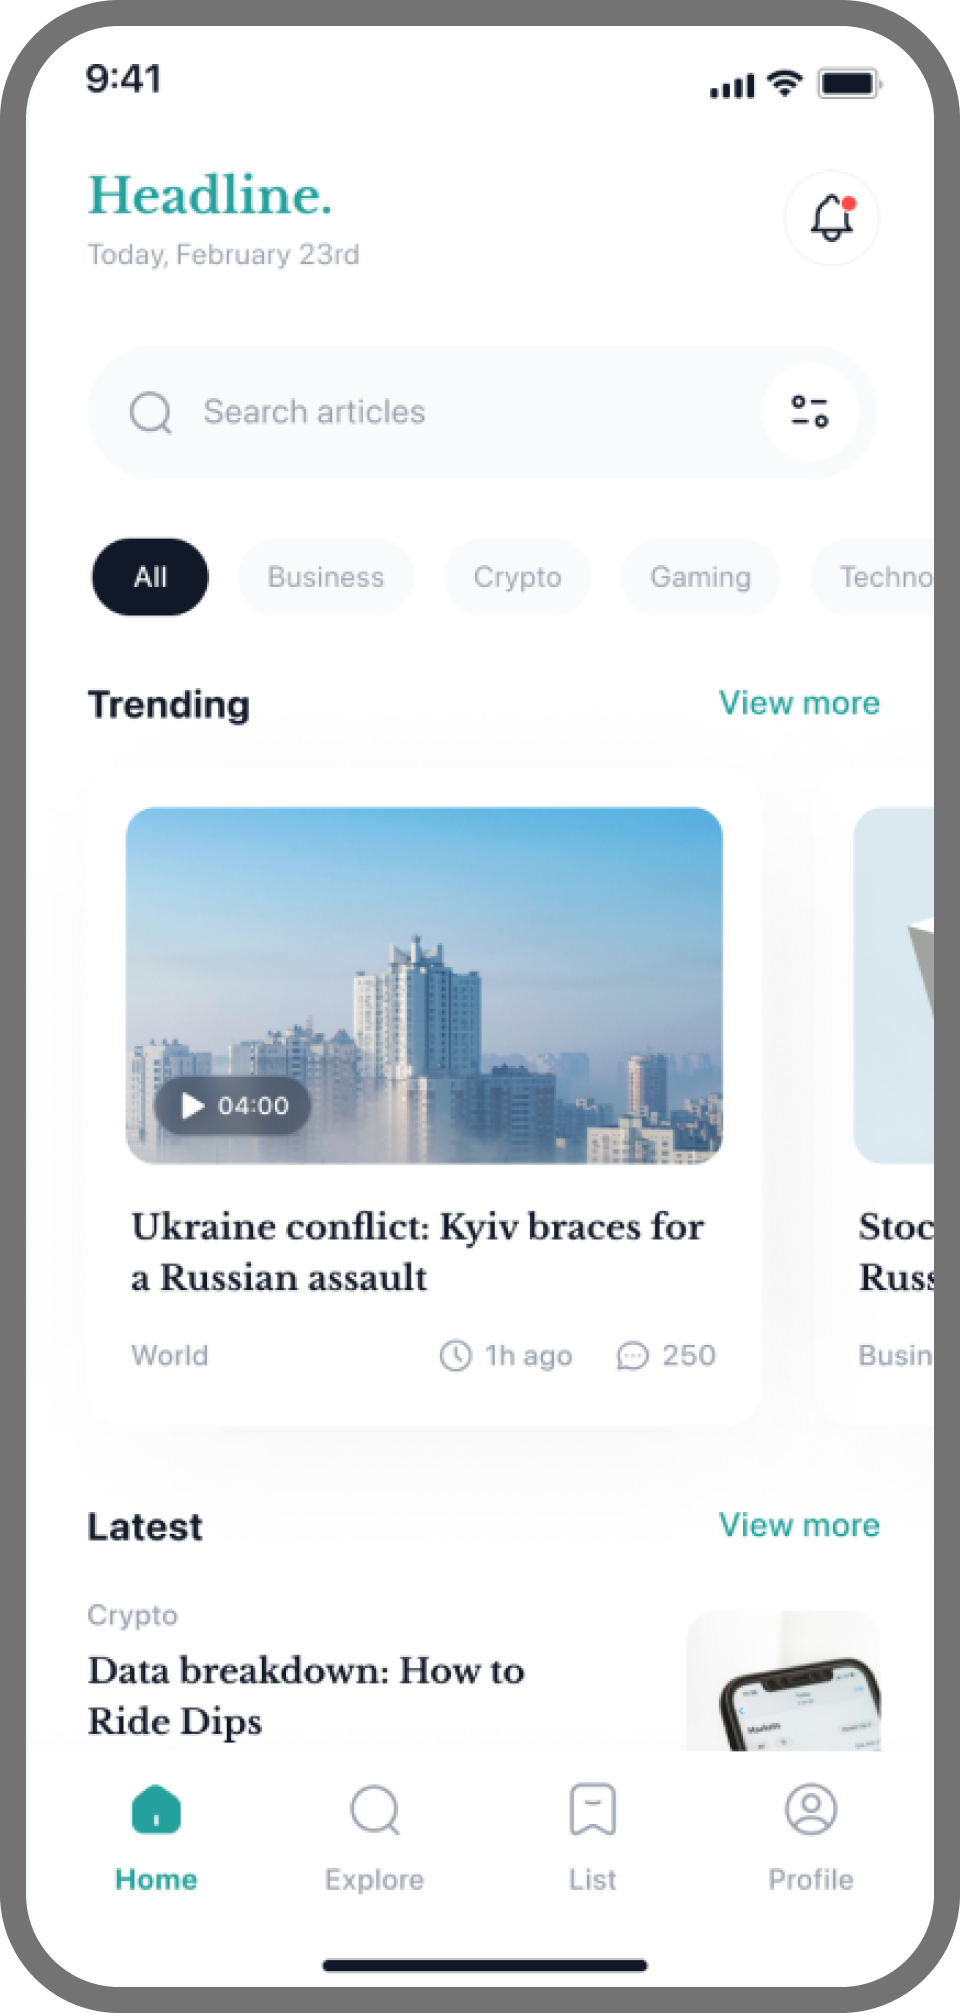 9:41
Headline.
Today, February 23rd
Search articles
All Business Crypto Gaming Techno
Trending View more
04:00
Ukraine conflict: Kyiv braces for
a Russian assault
World 1h ago 250
Stoc
Russ
Busin
Latest View more
Crypto
Data breakdown: How to
Ride Dips
Markets
Home Explore List Profile